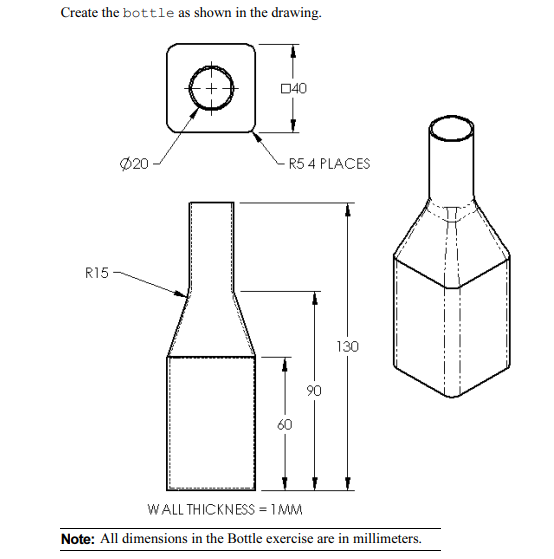 Create the bottle as shown in the drawing.
□40
Ø20
R5 4 PLACES
R15
130
90
60
WALL THICKNESS = 1MM
Note: All dimensions in the Bottle exercise are in millimeters.